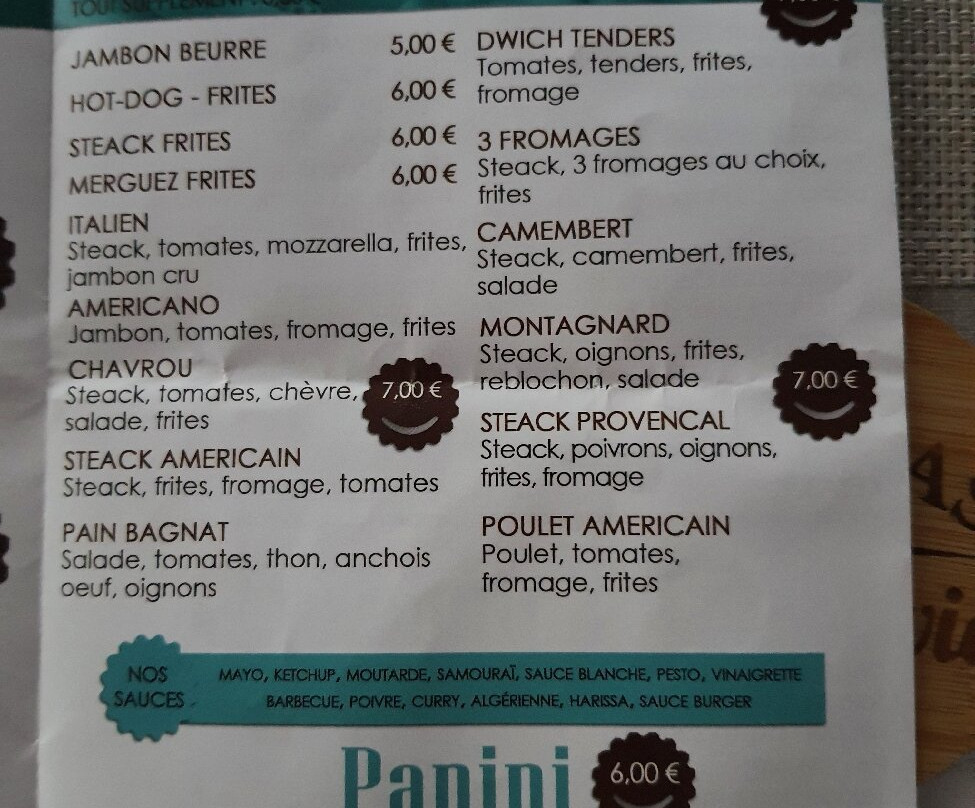 TOUT SUPPLEMENT
JAMBON BEURRE 5,00 €
HOT-DOG - FRITES 6,00 €
STEACK FRITES 6,00 €
MERGUEZ FRITES 6,00 €
ITALIEN
Steack, tomates, mozzarella, frites,
jambon cru
AMERICANO
Jambon, tomates, fromage, frites
CHAVROU
Steack, tomates, chèvre,
salade, frites
7,00 €
STEACK AMERICAIN
Steack, frites, fromage, tomates
PAIN BAGNAT
Salade, tomates, thon, anchois
oeuf, oignons
DWICH TENDERS
Tomates, tenders, frites,
fromage
3 FROMAGES
Steack, 3 fromages au choix,
frites
CAMEMBERT
Steack, camembert, frites,
salade
MONTAGNARD
Steack, oignons, frites,
reblochon, salade
7,00 €
STEACK PROVENCAL
Steack, poivrons, oignons,
frites, fromage
POULET AMERICAIN
Poulet, tomates,
fromage, frites
NOS
SAUCES
MAYO, KETCHUP, MOUTARDE, SAMOURAÏ, SAUCE BLANCHE, PESTO, VINAIGRETTE
BARBECUE, POIVRE, CURRY, ALGÉRIENNE, HARISSA, SAUCE BURGER
Panini
6,00 €